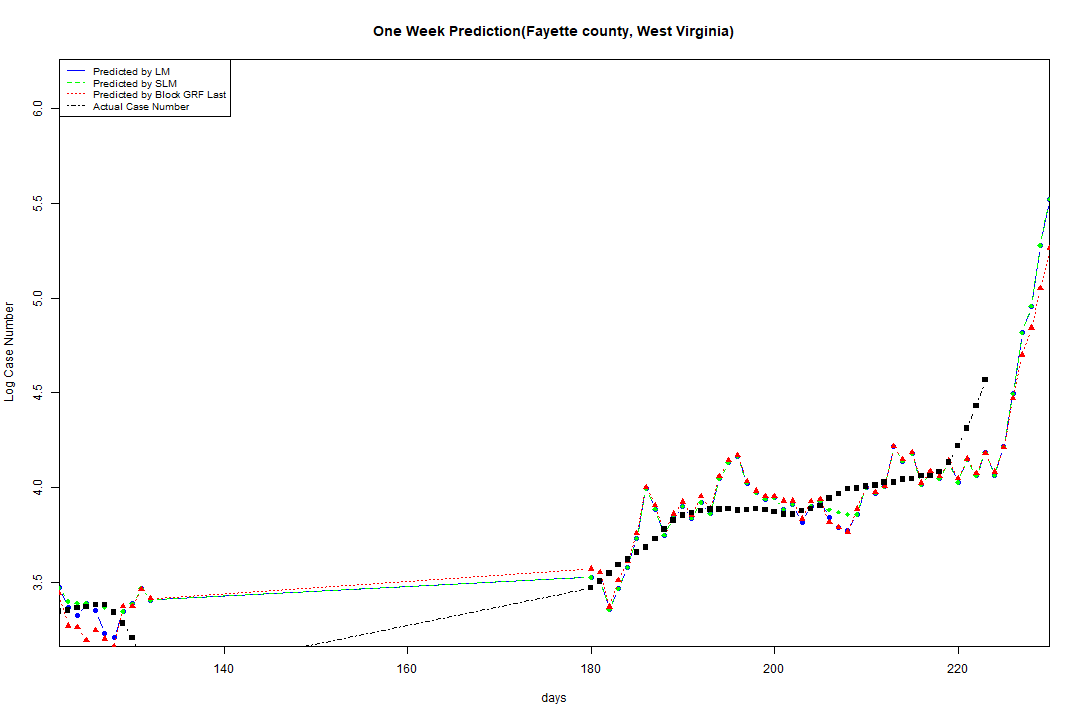 One Week Prediction(Fayette county, West Virginia)
Predicted by LM
Predicted by SLM
Predicted by Block GRF Last
Actual Case Number
6.0
5.5
5.0
4.5
4.0
3.5
Log Case Number
140 160 180 200 220
days